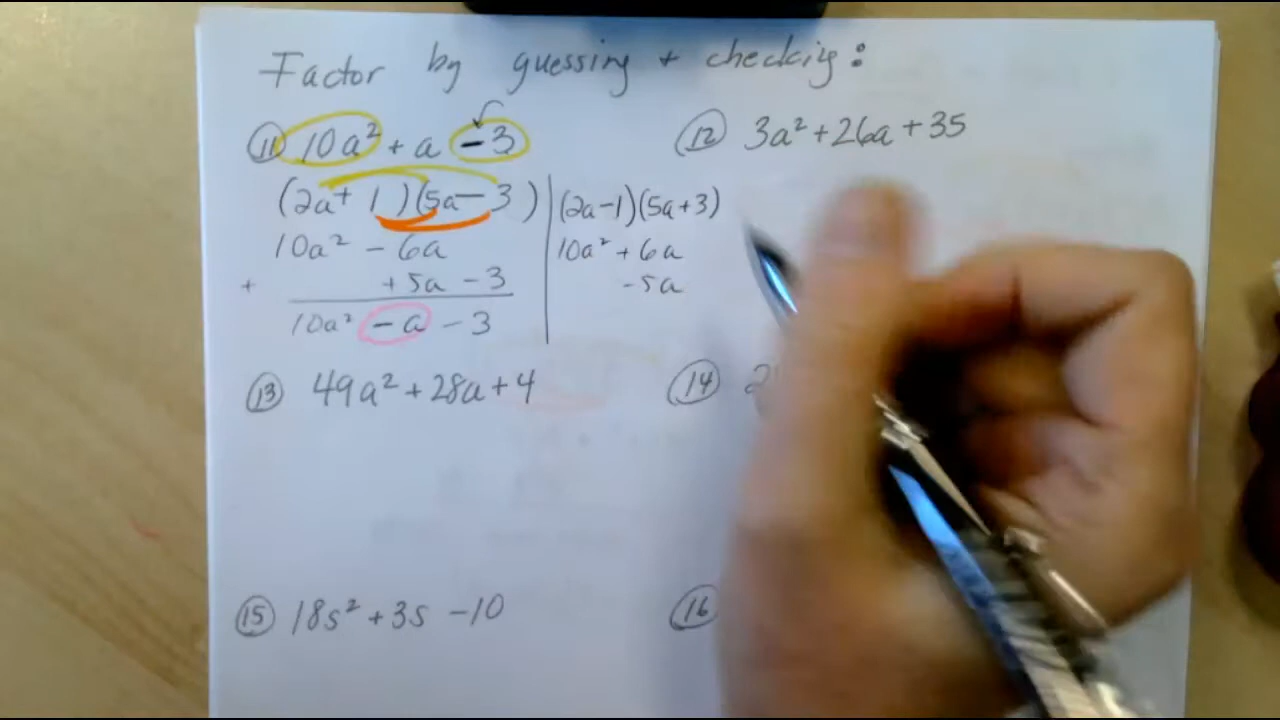 Factor by guessing + checking:
(11) 10a² + a - 3
(2a + 1)(5a - 3)
10a² - 6a
+ +5a - 3
10a² - a - 3
(2a - 1)(5a + 3)
10a² + 6a
-5a
(12) 3a² + 26a + 35
(13) 49a² + 28a + 4
(14) 2
(15) 18s² + 3s - 10
(16)